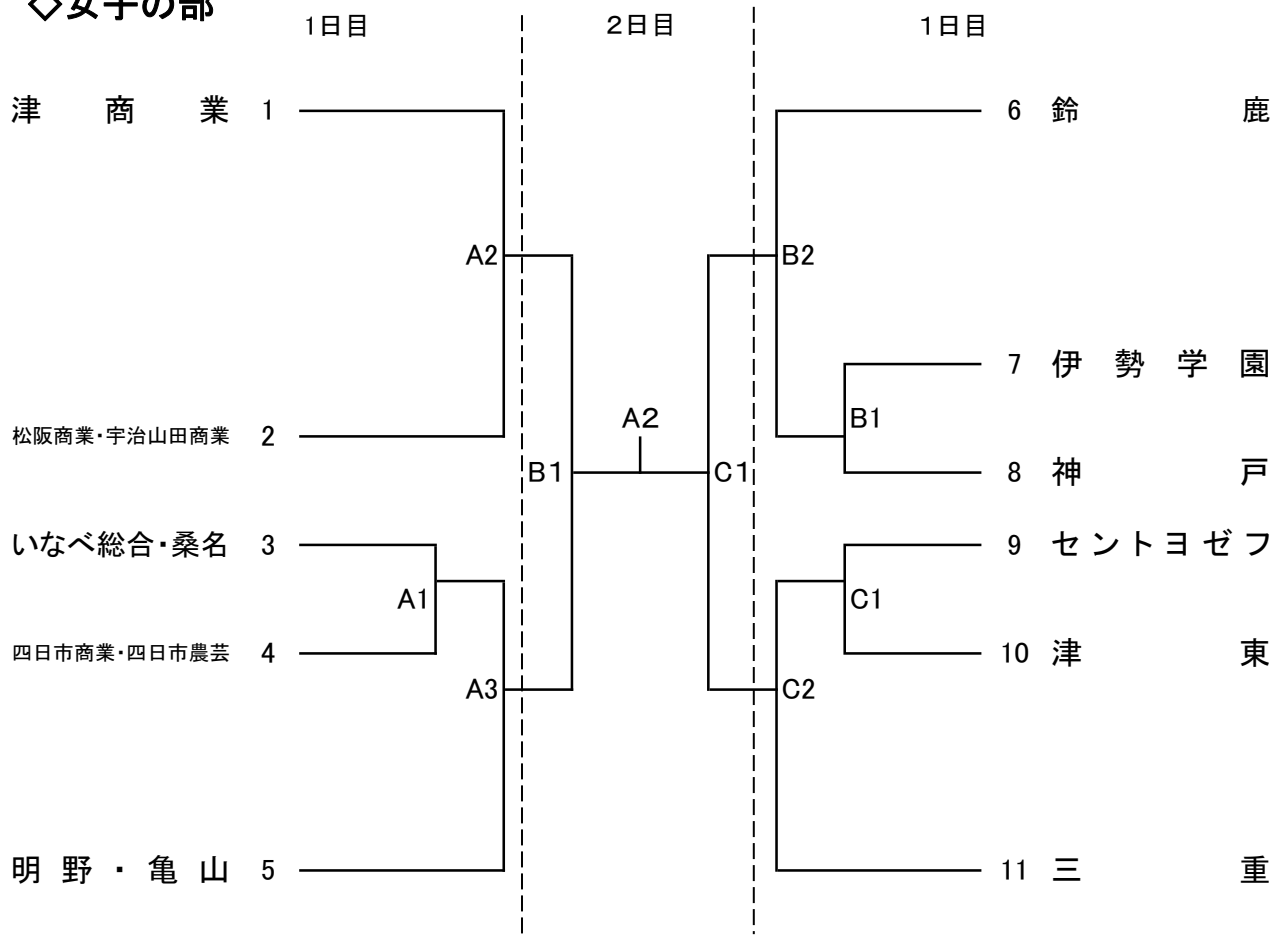 ◇女子の部
1日目 2日目 1日目
津商業 1
6 鈴鹿
A2
B2
7 伊勢学園
松阪商業・宇治山田商業 2
A2
B1
B1
C1
8 神戸
いなべ総合・桑名 3
9 セントヨゼフ
A1
C1
四日市商業・四日市農芸 4
10 津東
A3
C2
明野・亀山 5
11 三重